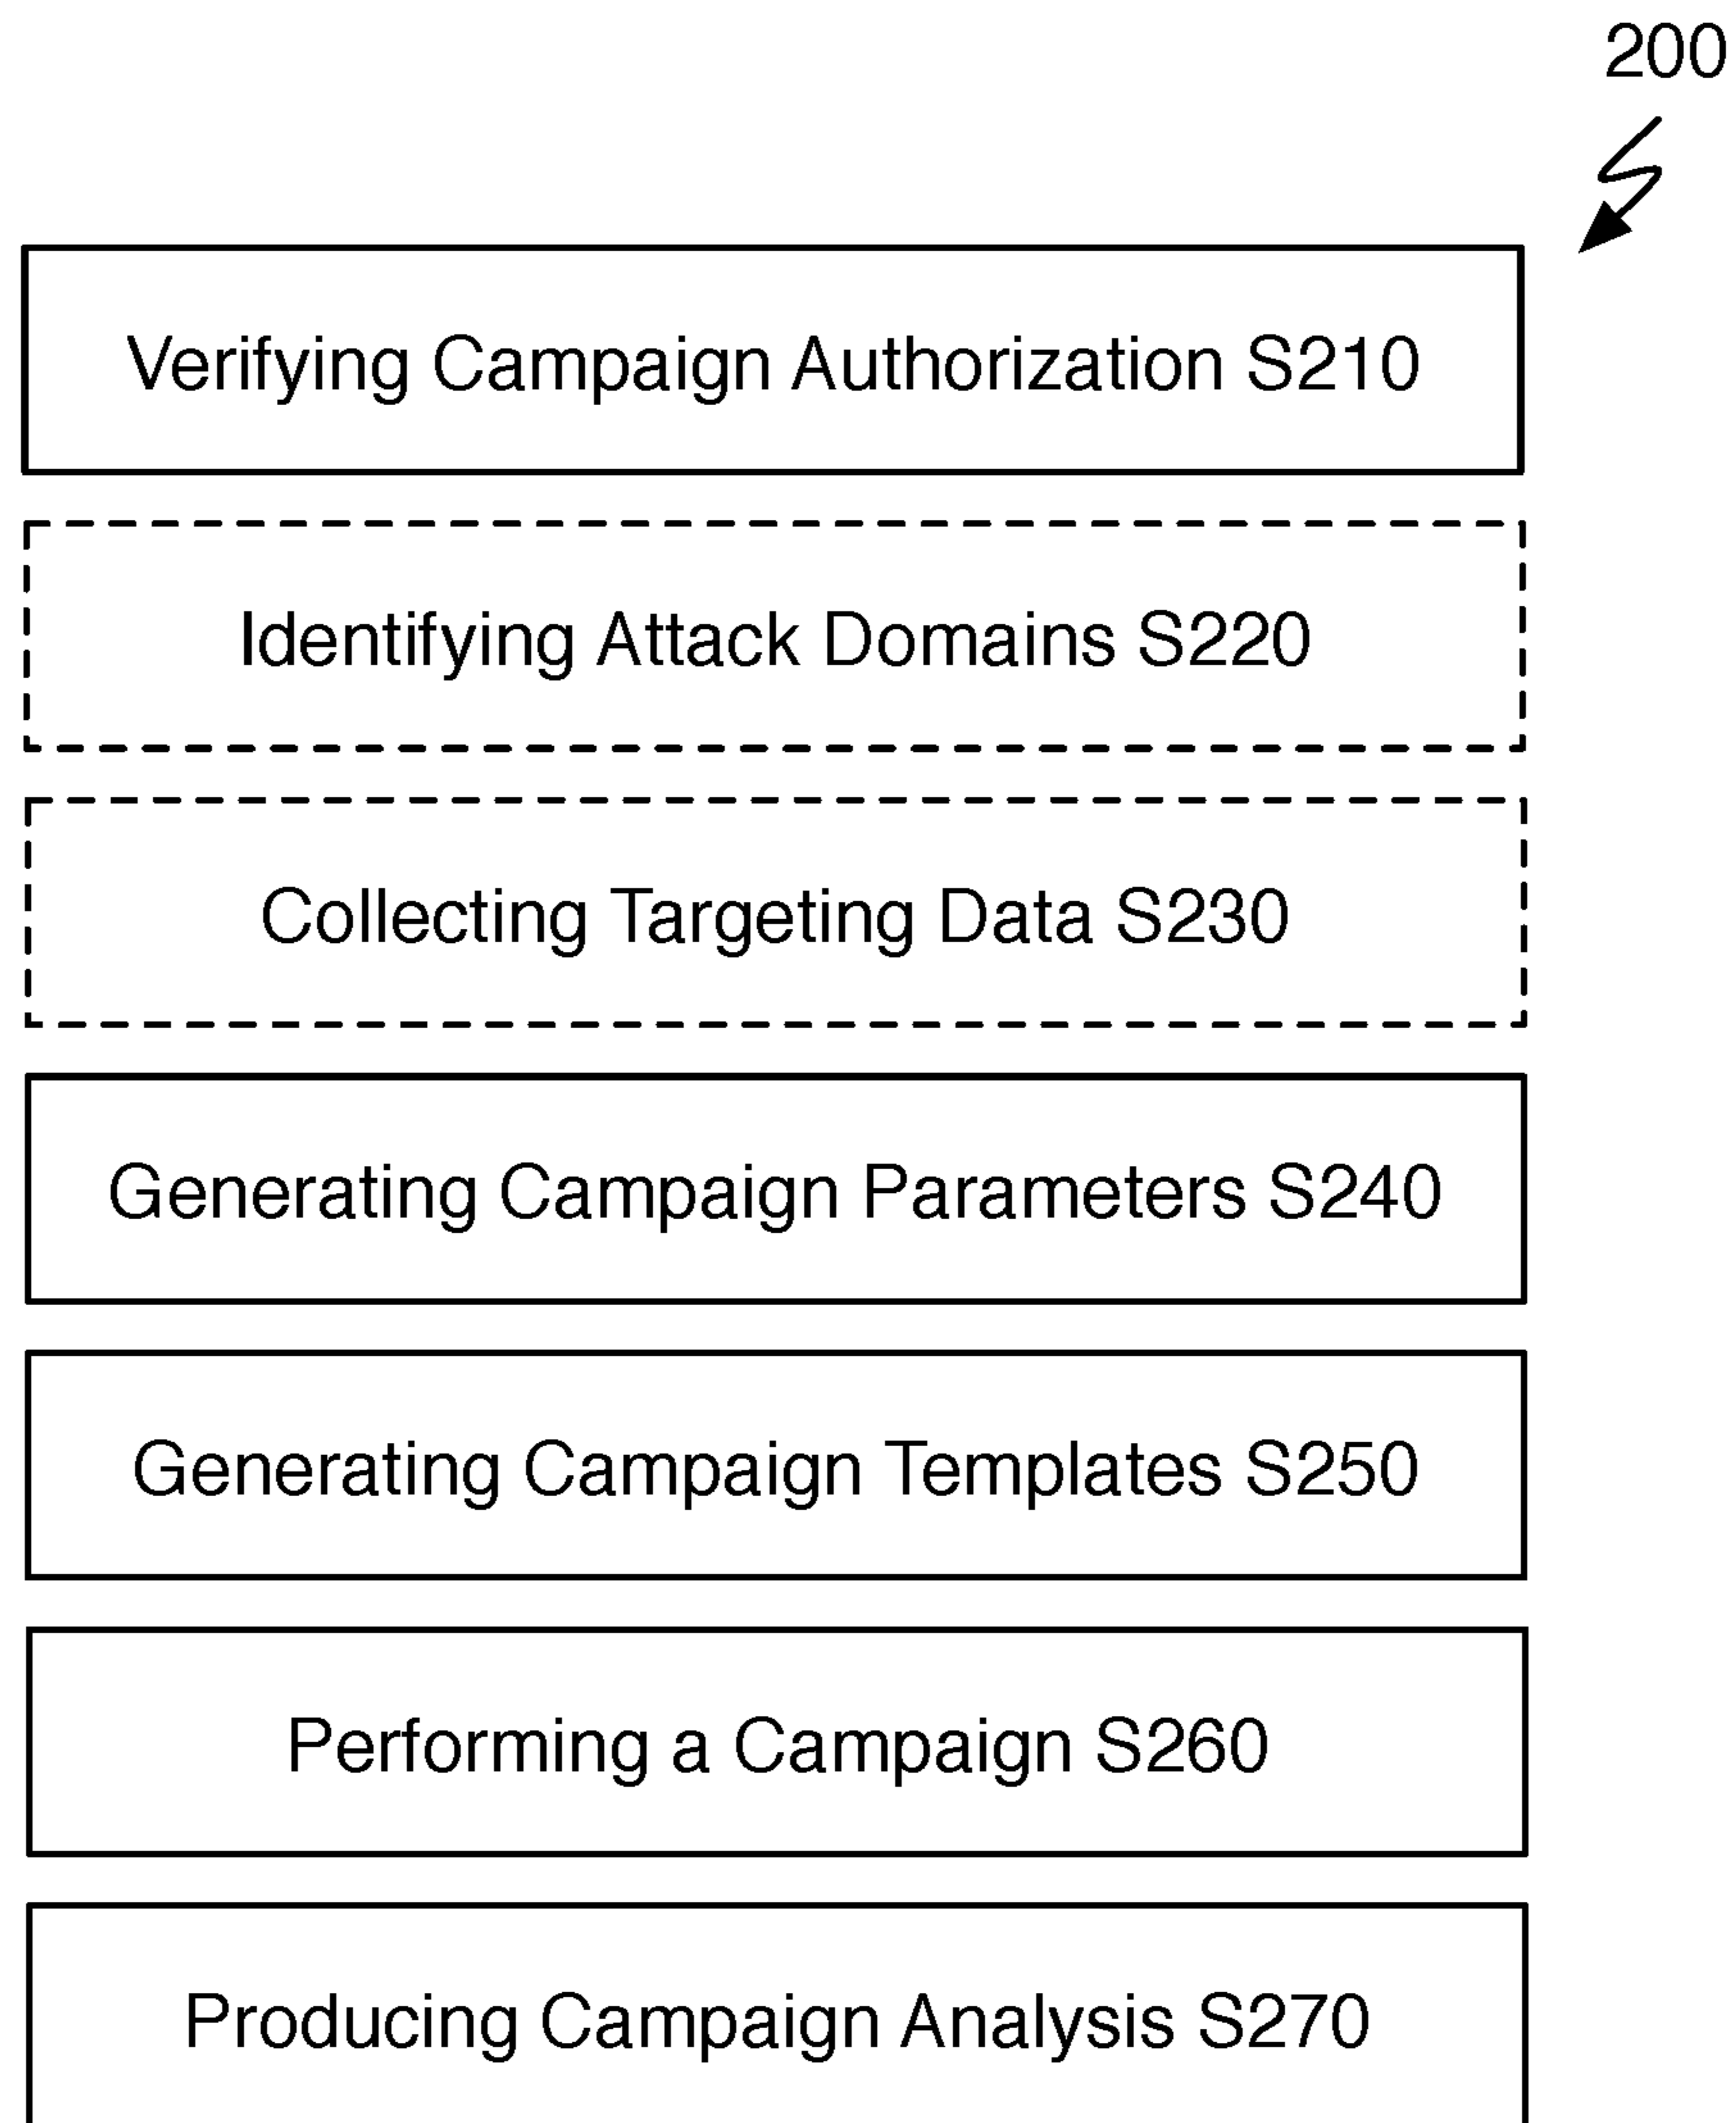 200
Verifying Campaign Authorization S210
Identifying Attack Domains S220
Collecting Targeting Data S230
Generating Campaign Parameters S240
Generating Campaign Templates S250
Performing a Campaign S260
Producing Campaign Analysis S270